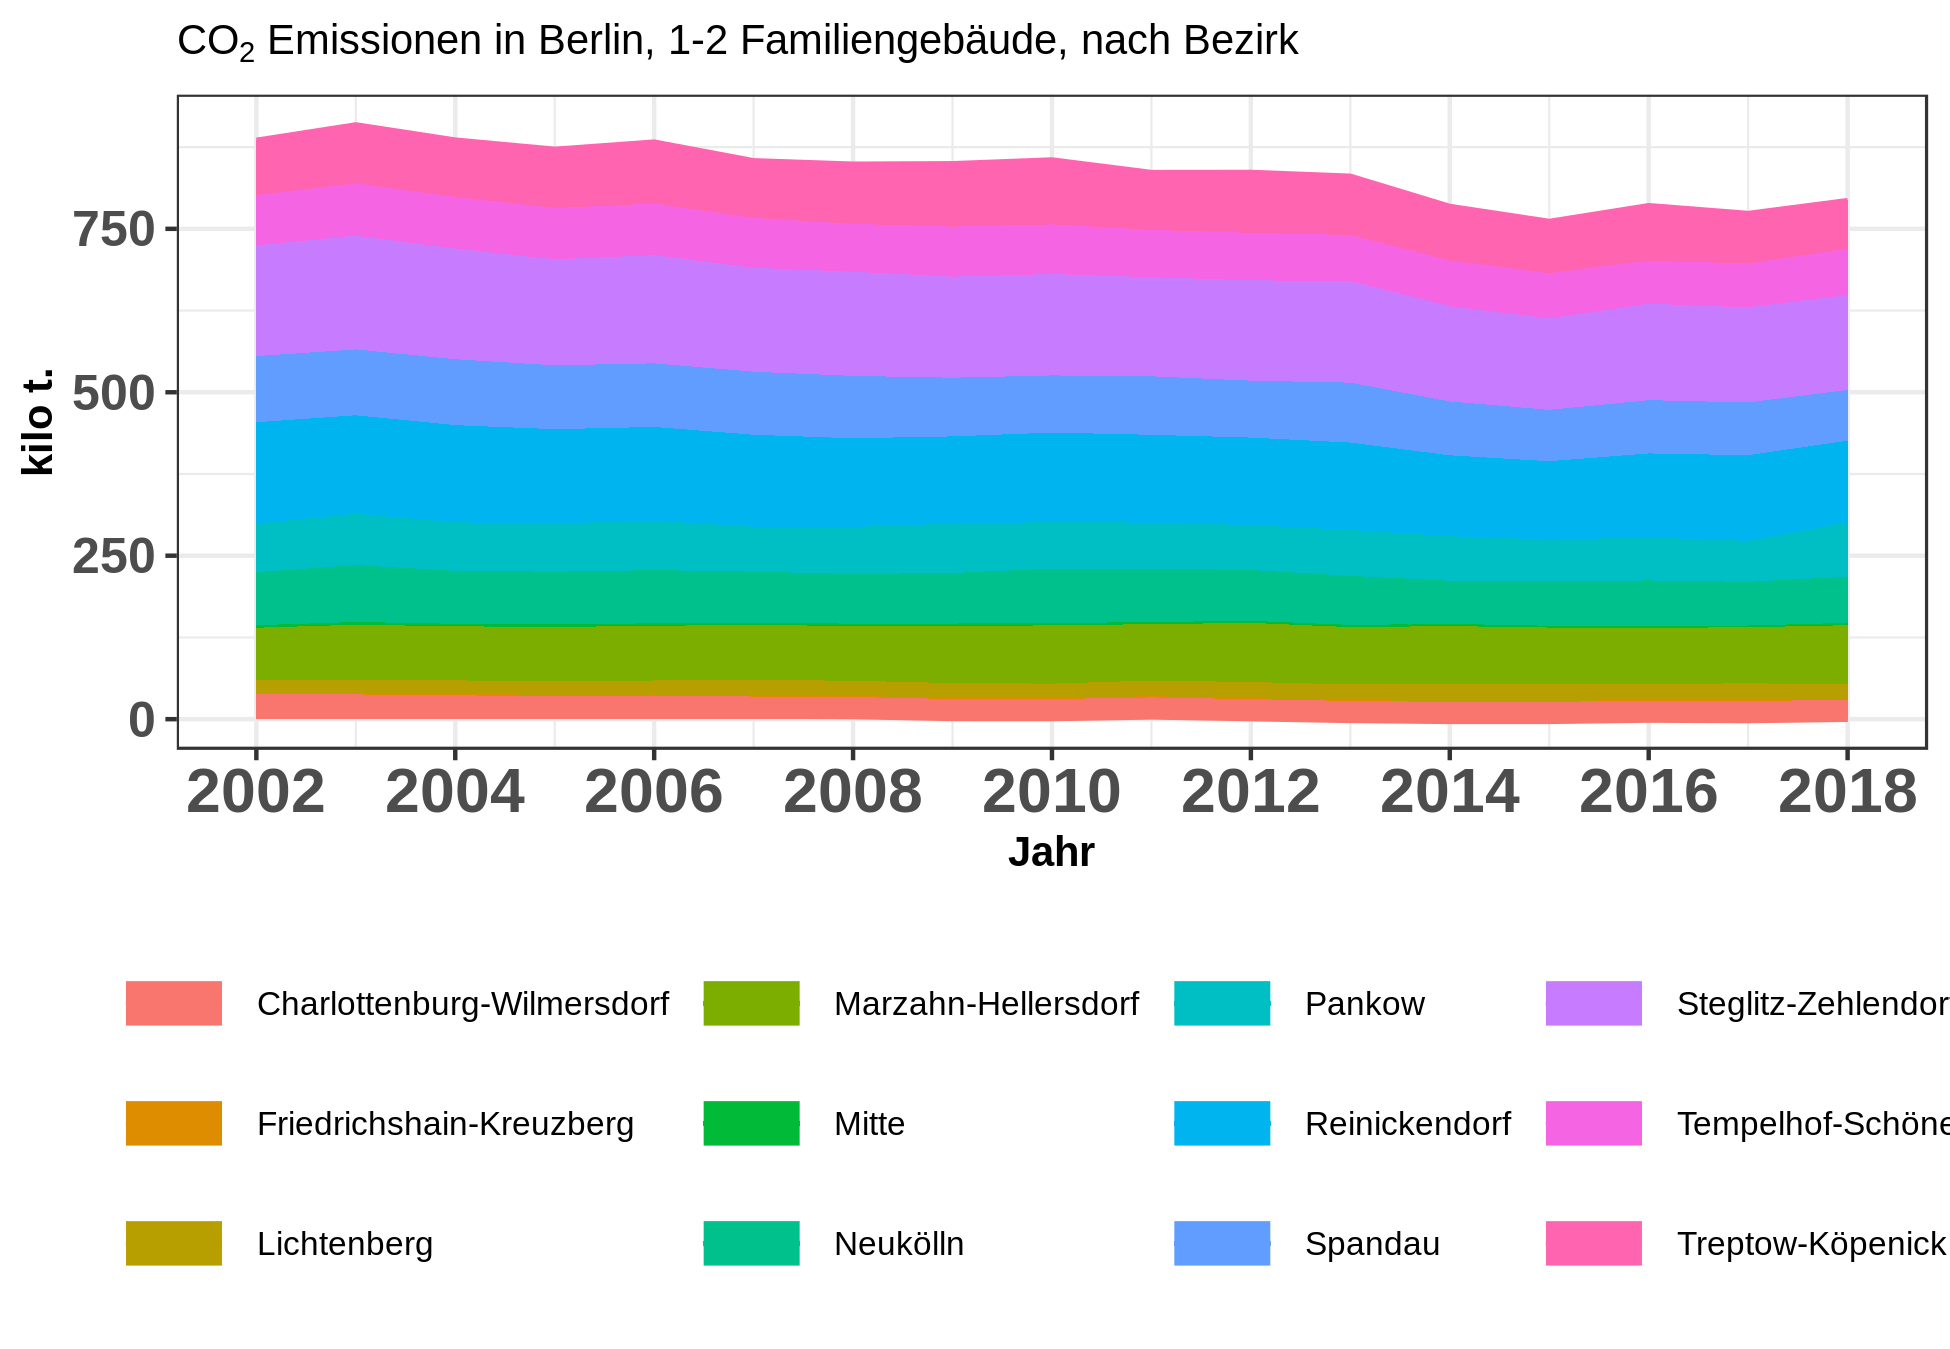 CO₂ Emissionen in Berlin, 1-2 Familiengebäude, nach Bezirk
kilo t.
750
500
250
0
2002 2004 2006 2008 2010 2012 2014 2016 2018
Jahr
Charlottenburg-Wilmersdorf Marzahn-Hellersdorf Pankow Steglitz-Zehlendor
Friedrichshain-Kreuzberg Mitte Reinickendorf Tempelhof-Schöne
Lichtenberg Neukölln Spandau Treptow-Köpenick